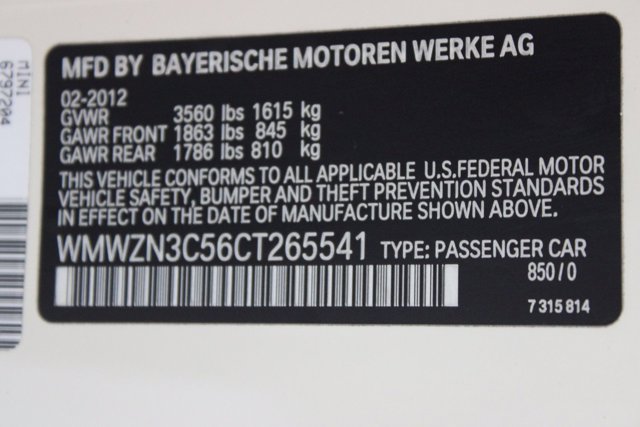 MFD BY BAYERISCHE MOTOREN WERKE AG
02-2012
GVWR 3560 lbs 1615 kg
GAWR FRONT 1863 lbs 845 kg
GAWR REAR 1786 lbs 810 kg
THIS VEHICLE CONFORMS TO ALL APPLICABLE U.S.FEDERAL MOTOR
VEHICLE SAFETY, BUMPER AND THEFT PREVENTION STANDARDS
IN EFFECT ON THE DATE OF MANUFACTURE SHOWN ABOVE.
WMWZN3C56CT265541 TYPE: PASSENGER CAR
850/0
7 315 814
MINI
6797204